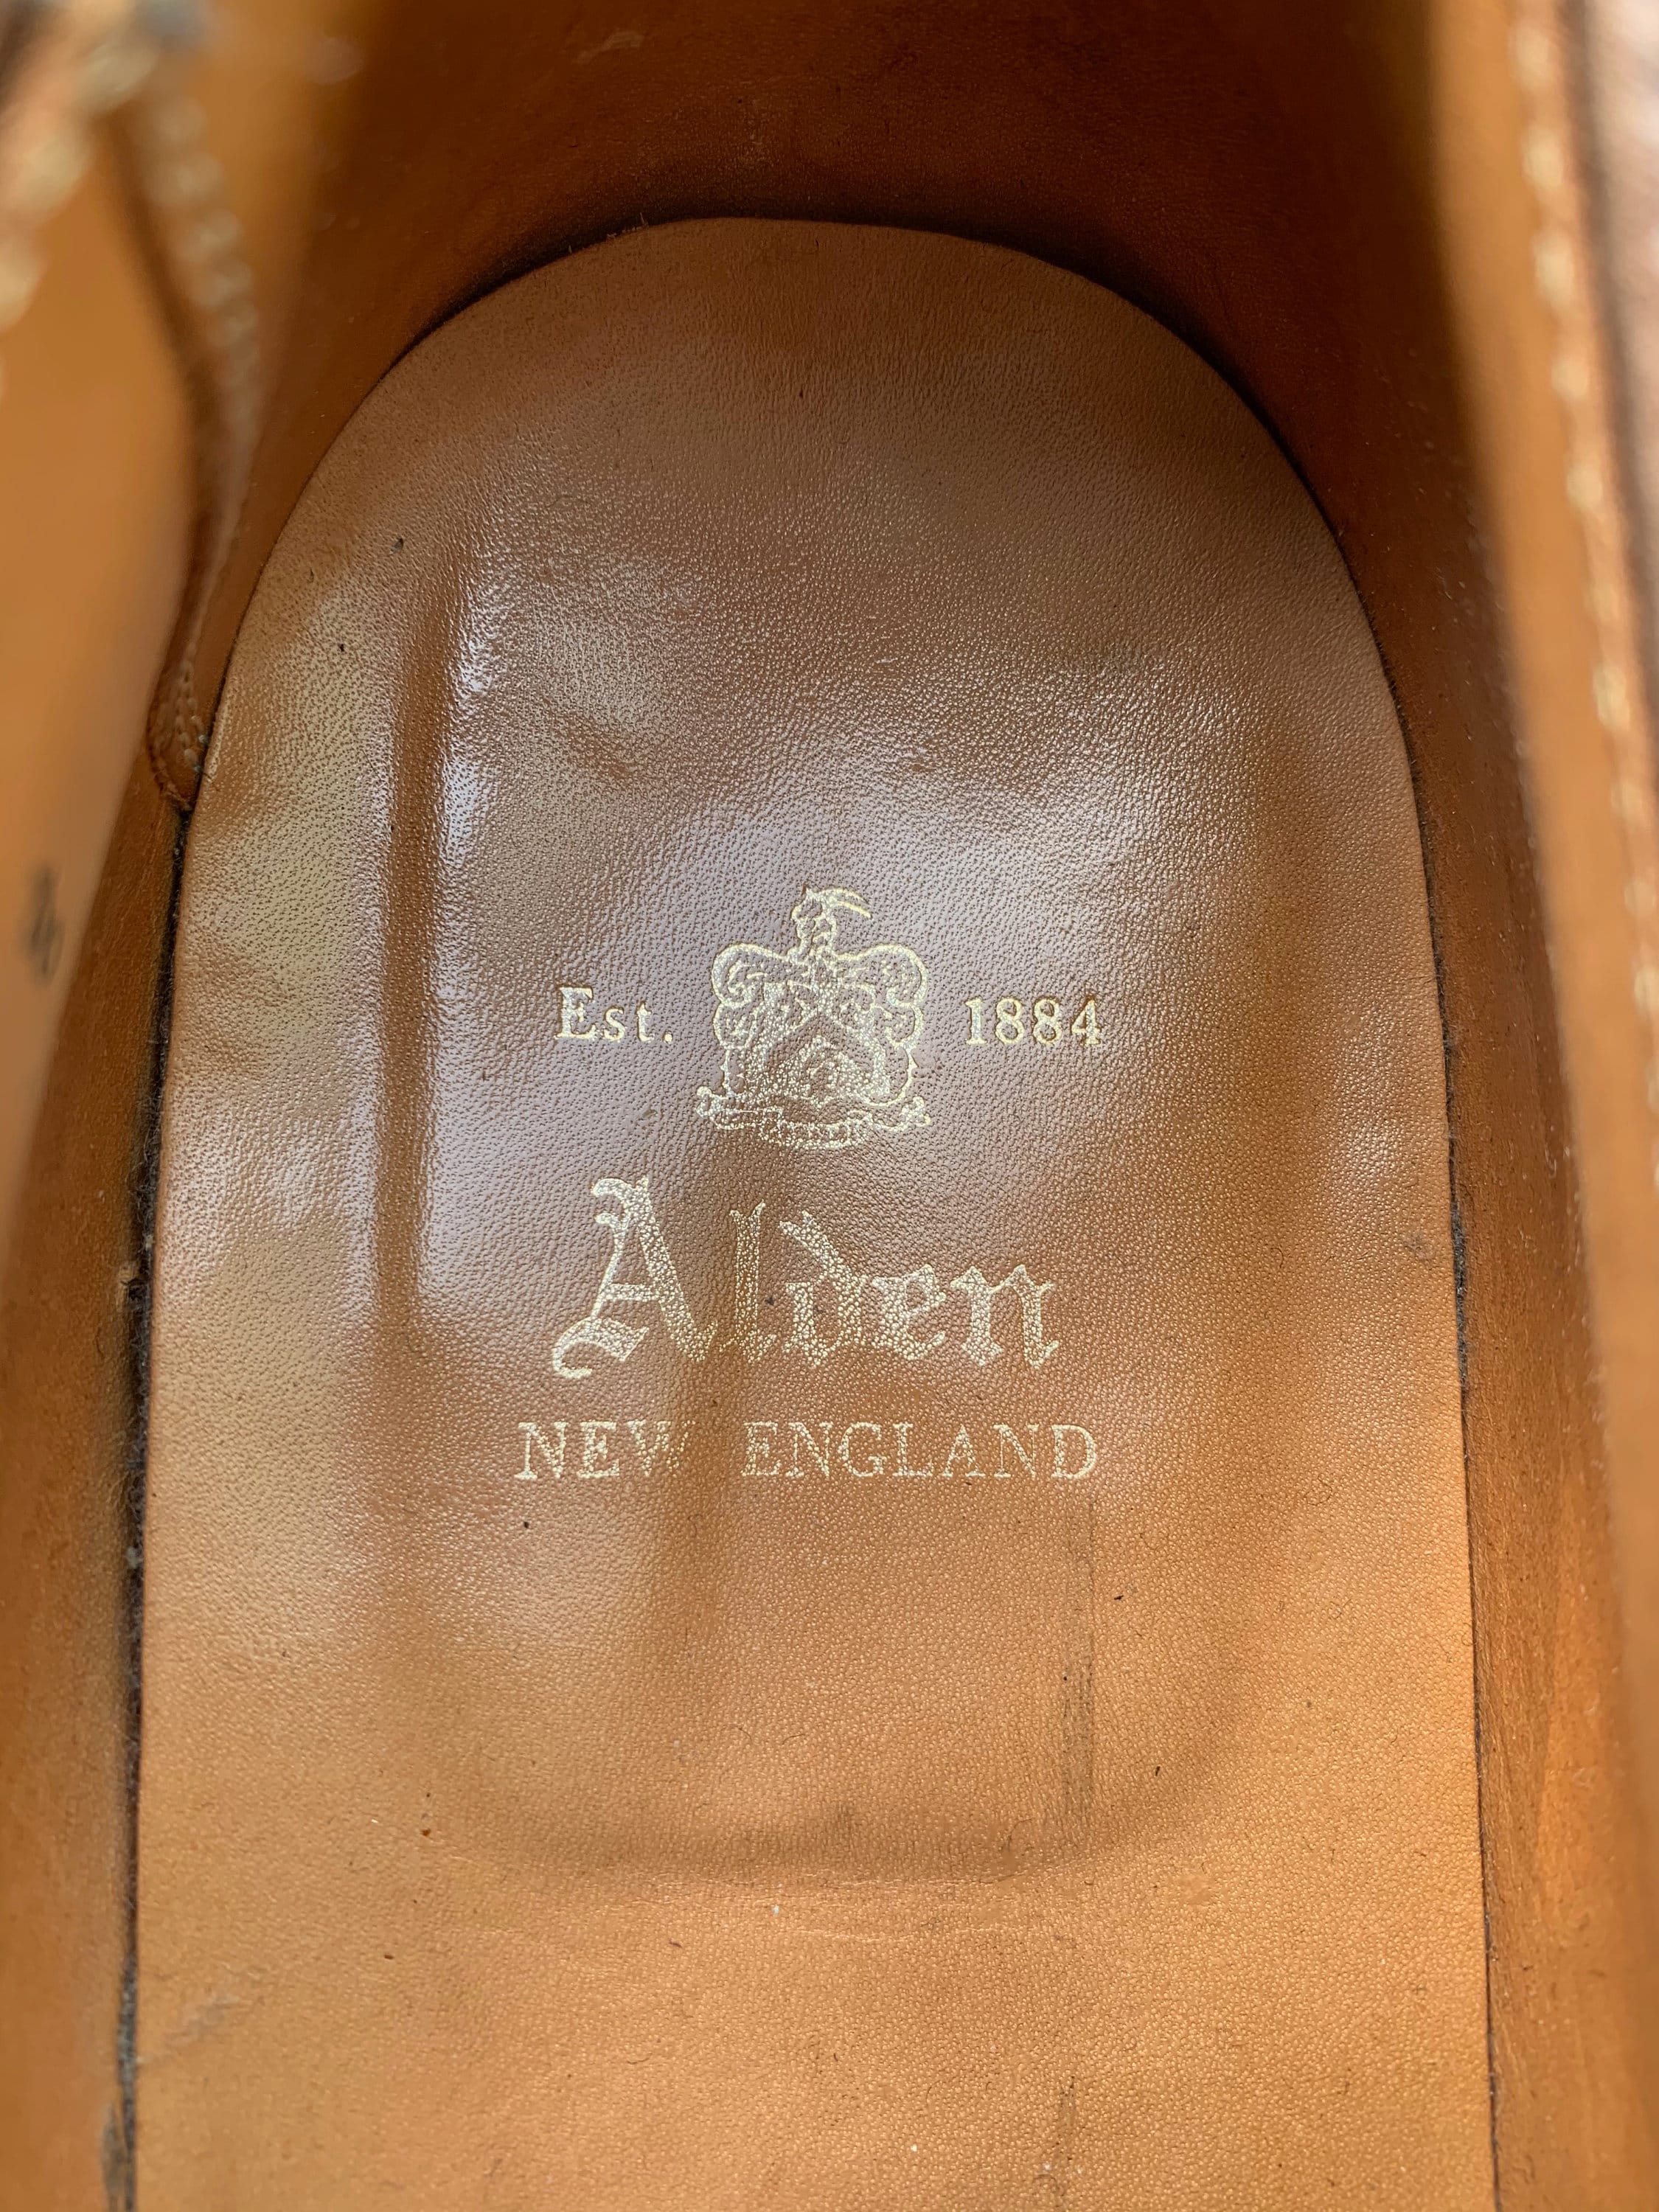 Est. 1884
Alden
NEW ENGLAND